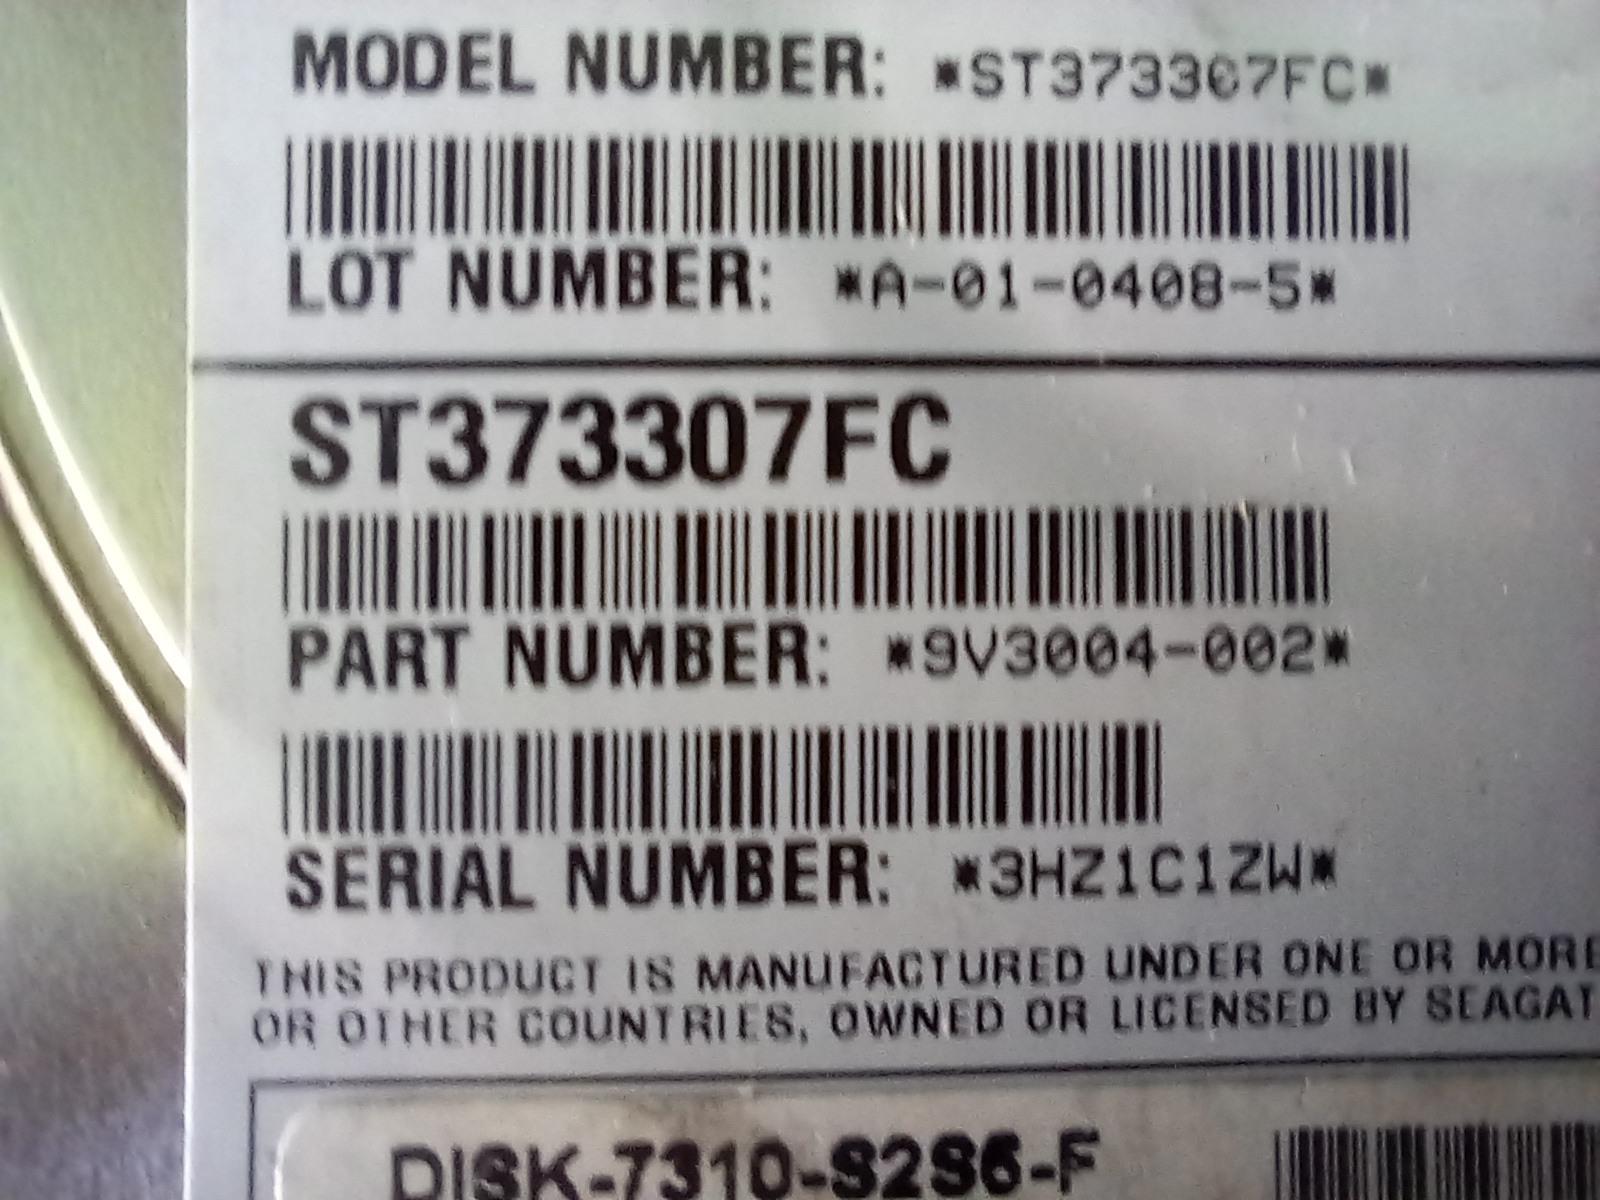 MODEL NUMBER: *ST373307FC*
LOT NUMBER: *A-01-0408-5*
ST373307FC
PART NUMBER: *9V3004-002*
SERIAL NUMBER: *3HZ1C1ZW*
THIS PRODUCT IS MANUFACTURED UNDER ONE OR MORE
OR OTHER COUNTRIES, OWNED OR LICENSED BY SEAGAT
DISK-7310-S2S6-F